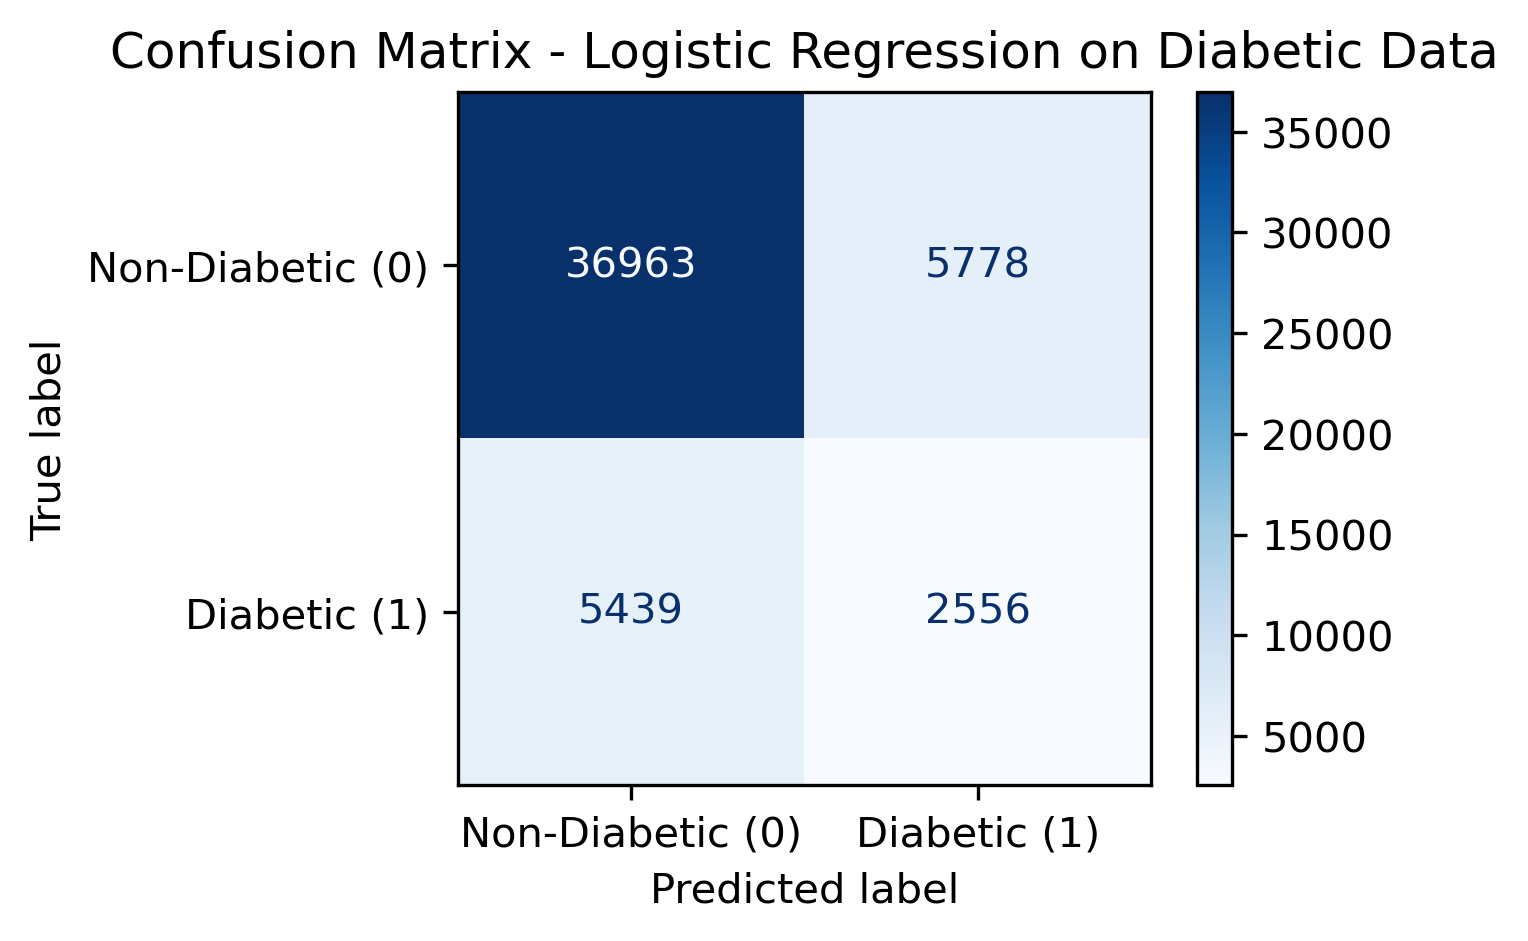 Confusion Matrix - Logistic Regression on Diabetic Data
True label
Non-Diabetic (0)
36963
5778
Diabetic (1)
5439
2556
Non-Diabetic (0)
Diabetic (1)
Predicted label
35000
30000
25000
20000
15000
10000
5000